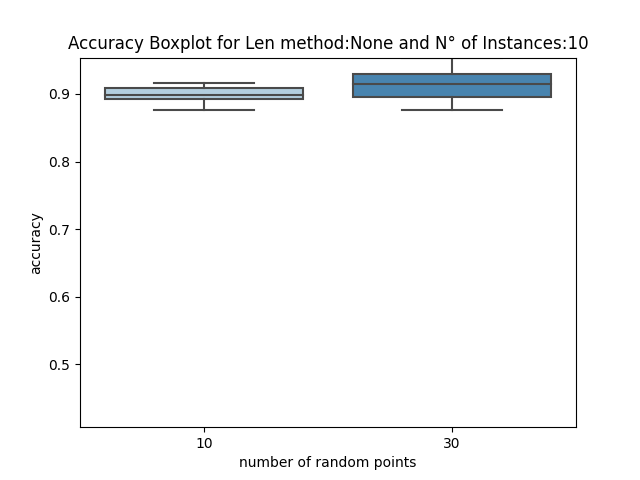 Accuracy Boxplot for Len method:None and N° of Instances:10
accuracy
0.9
0.8
0.7
0.6
0.5
10 30
number of random points